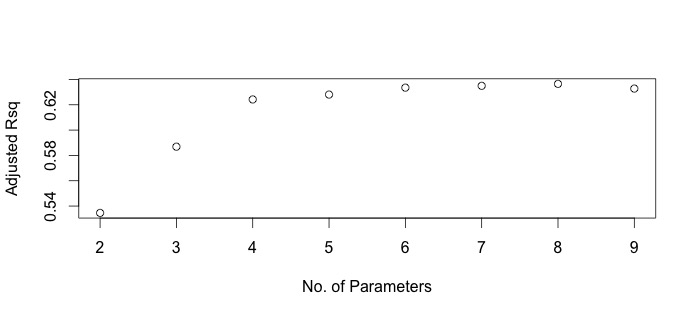 Adjusted Rsq
0.62
0.58
0.54
2 3 4 5 6 7 8 9
No. of Parameters